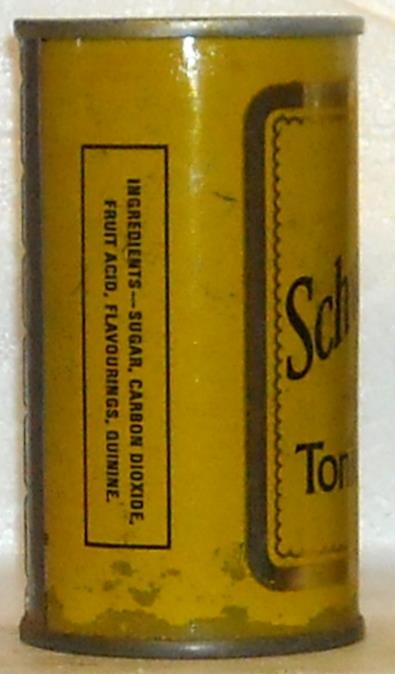 INGREDIENTS—SUGAR, CARBON DIOXIDE,
FRUIT ACID, FLAVOURINGS, QUININE.
Sch
Ton